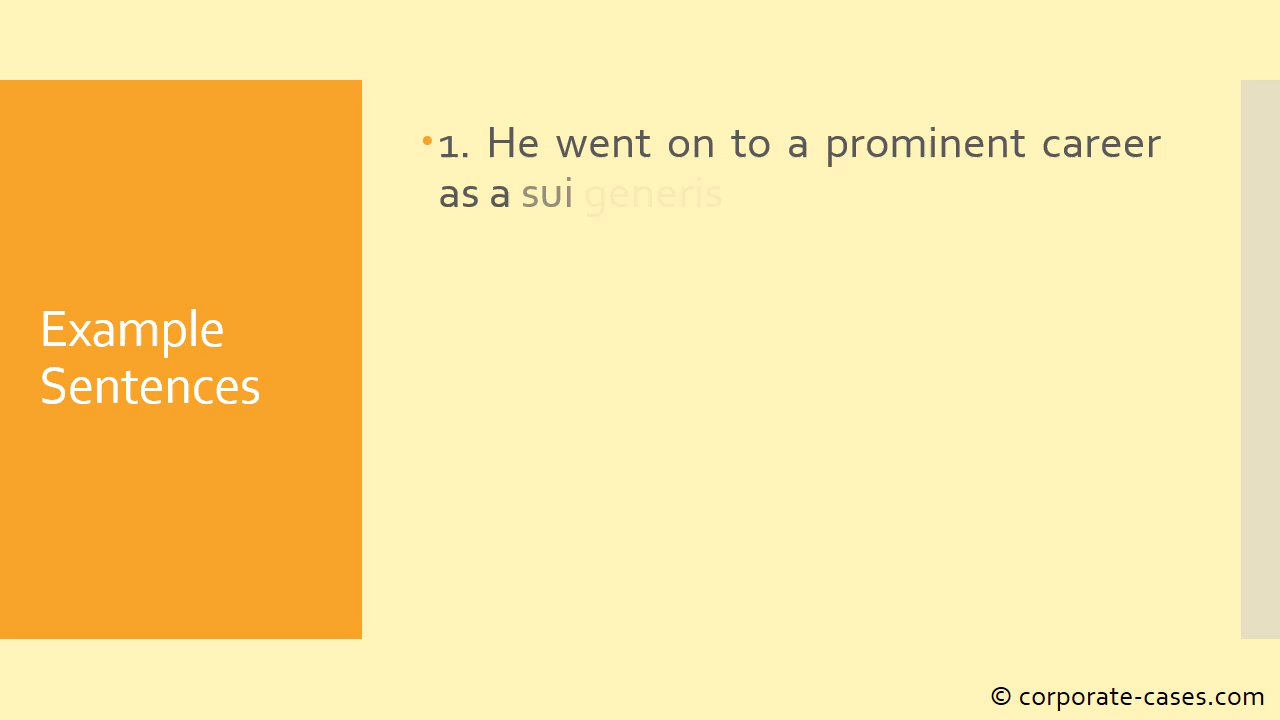 Example
Sentences
•1. He went on to a prominent career
as a sui generis
© corporate-cases.com